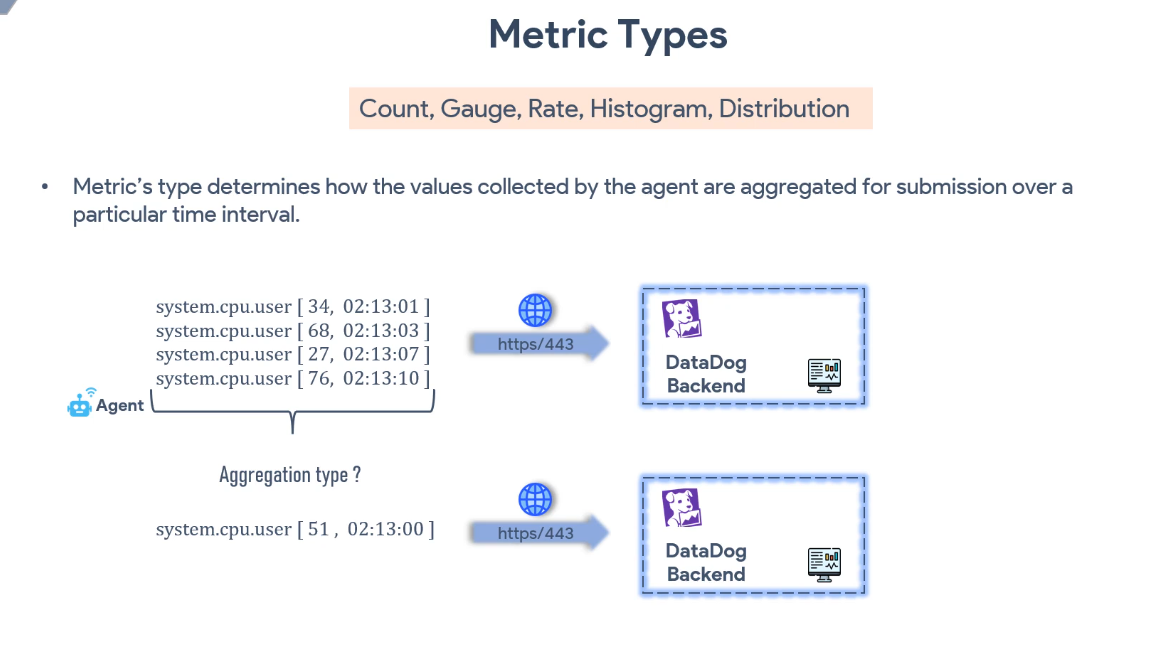 Metric Types
Count, Gauge, Rate, Histogram, Distribution
• Metric's type determines how the values collected by the agent are aggregated for submission over a
particular time interval.
system.cpu.user [ 34, 02:13:01 ]
system.cpu.user [ 68, 02:13:03 ]
system.cpu.user [ 27, 02:13:07 ]
system.cpu.user [ 76, 02:13:10 ]
https/443
DataDog
Backend
Agent
Aggregation type ?
system.cpu.user [ 51 , 02:13:00 ]
https/443
DataDog
Backend